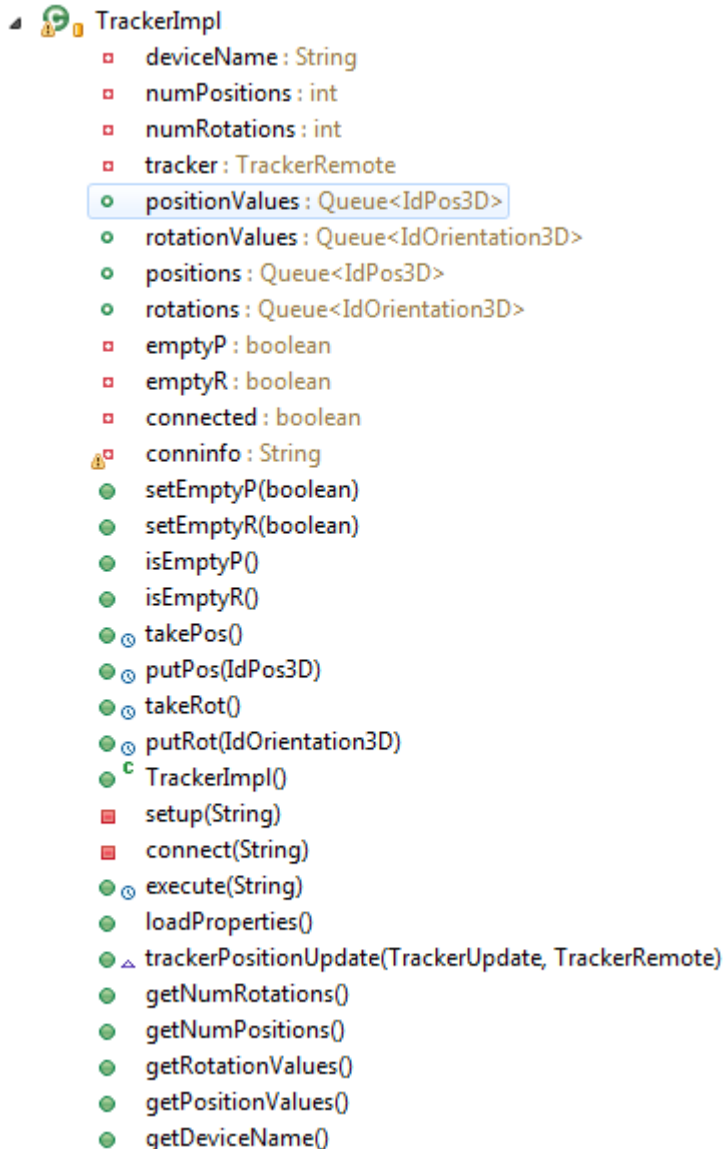 TrackerImpl
deviceName : String
numPositions : int
numRotations : int
tracker : TrackerRemote
positionValues : Queue<IdPos3D>
rotationValues : Queue<IdOrientation3D>
positions : Queue<IdPos3D>
rotations : Queue<IdOrientation3D>
emptyP : boolean
emptyR : boolean
connected : boolean
conninfo : String
setEmptyP(boolean)
setEmptyR(boolean)
isEmptyP()
isEmptyR()
takePos()
putPos(IdPos3D)
takeRot()
putRot(IdOrientation3D)
TrackerImpl()
setup(String)
connect(String)
execute(String)
loadProperties()
trackerPositionUpdate(TrackerUpdate, TrackerRemote)
getNumRotations()
getNumPositions()
getRotationValues()
getPositionValues()
getDeviceName()